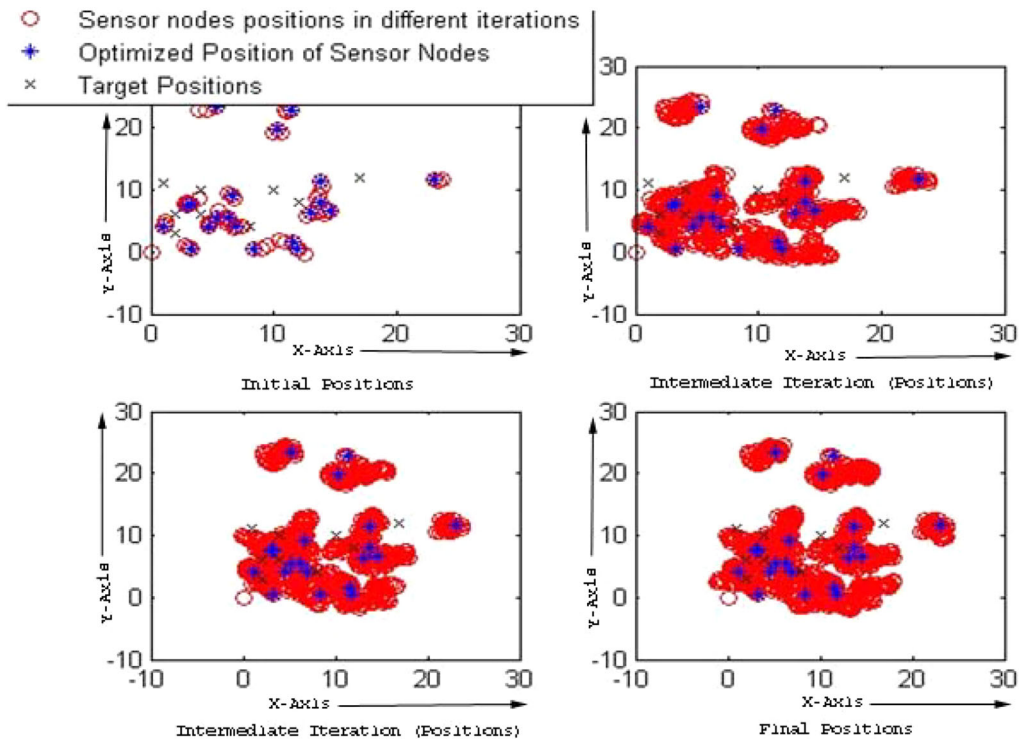 Sensor nodes positions in different iterations
Optimized Position of Sensor Nodes
Target Positions
20
10
0
-10
0 10 20 30
Y-Axis
X-Axis
Initial Positions
30
20
10
0
-10
0 10 20 30
Y-Axis
X-Axis
Intermediate Iteration (Positions)
30
20
10
0
-10
-10 0 10 20 30
Y-Axis
X-Axis
Intermediate Iteration (Positions)
30
20
10
0
-10
-10 0 10 20 30
Y-Axis
X-Axis
Final Positions